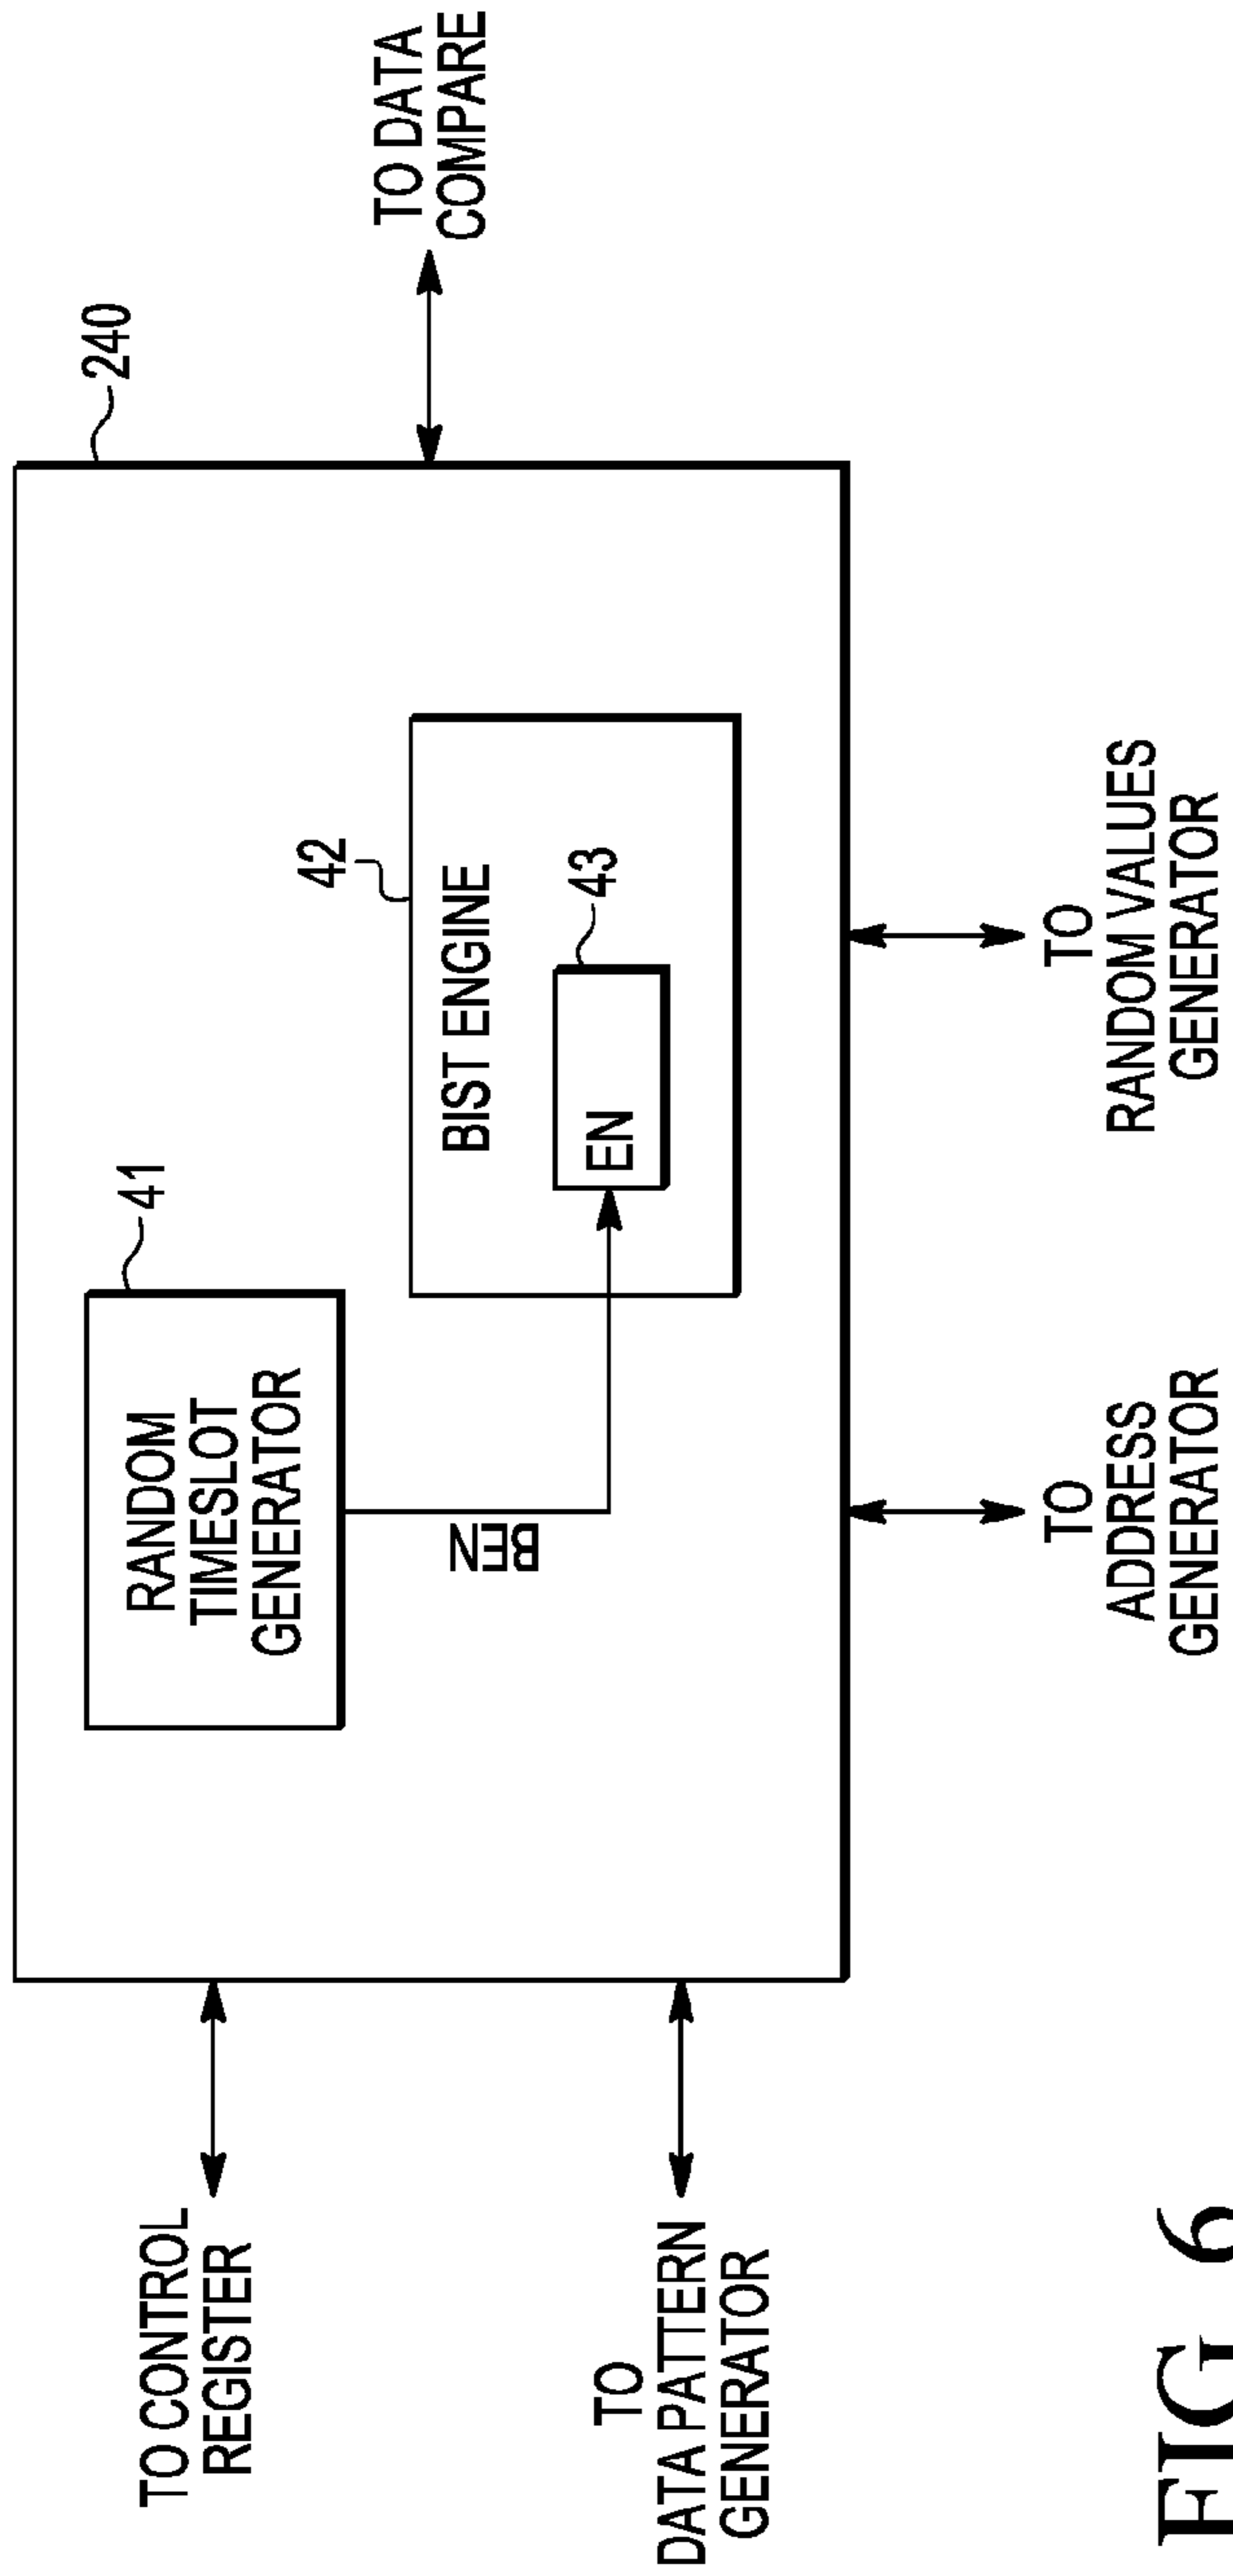 240
41
RANDOM
TIMESLOT
GENERATOR
42
BIST ENGINE
43
EN
BEN
TO CONTROL
REGISTER
TO DATA
COMPARE
TO
DATA PATTERN
GENERATOR
TO
ADDRESS
GENERATOR
TO
RANDOM VALUES
GENERATOR
FIG 6